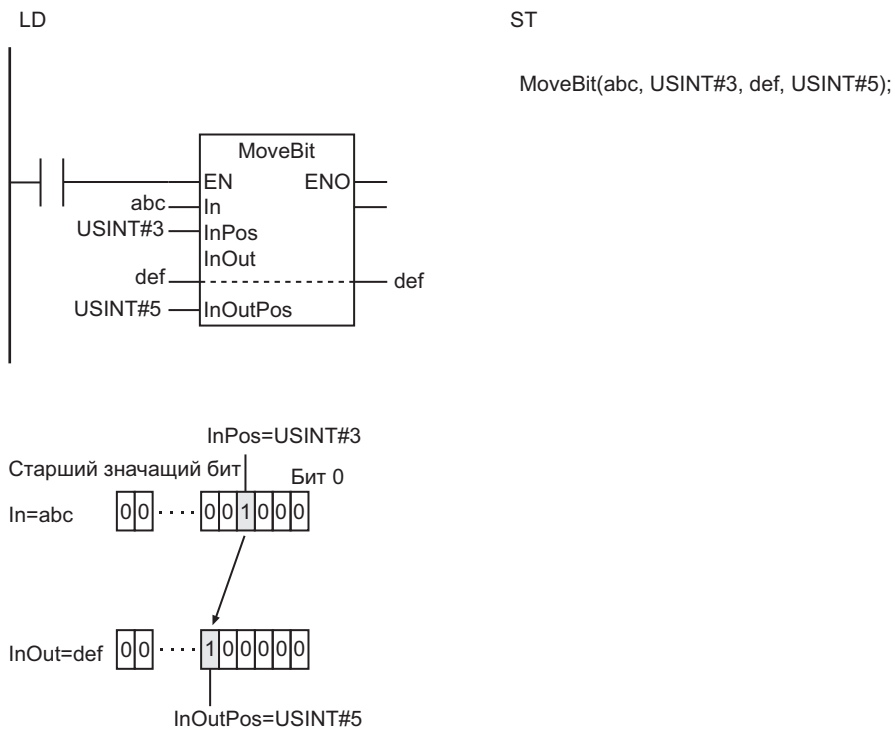 LD
ST
MoveBit(abc, USINT#3, def, USINT#5);
MoveBit
EN ENO
abc In
USINT#3 InPos
InOut
def def
USINT#5 InOutPos
InPos=USINT#3
Старший значащий бит Бит 0
In=abc 0 0 · · · · 0 0 1 0 0 0
InOut=def 0 0 · · · · 1 0 0 0 0 0
InOutPos=USINT#5